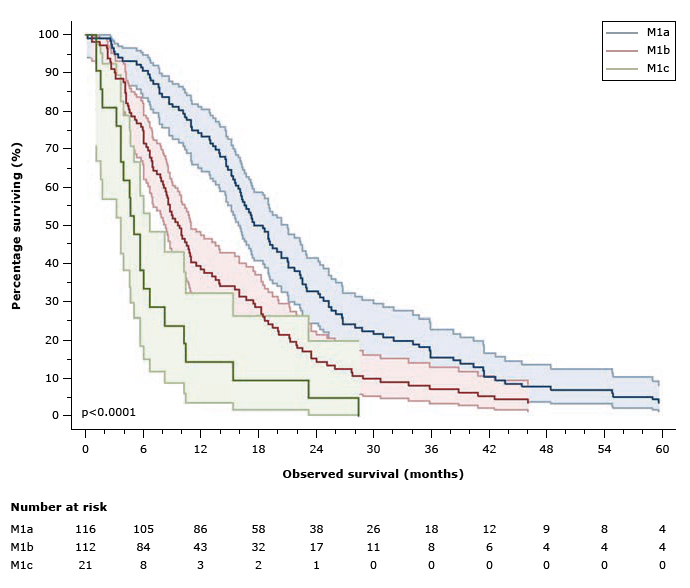 M1a
M1b
M1c
Percentage surviving (%)
100
90
80
70
60
50
40
30
20
10
0
p<0.0001
0 6 12 18 24 30 36 42 48 54 60
Observed survival (months)
Number at risk
M1a 116 105 86 58 38 26 18 12 9 8 4
M1b 112 84 43 32 17 11 8 6 4 4 4
M1c 21 8 3 2 1 0 0 0 0 0 0